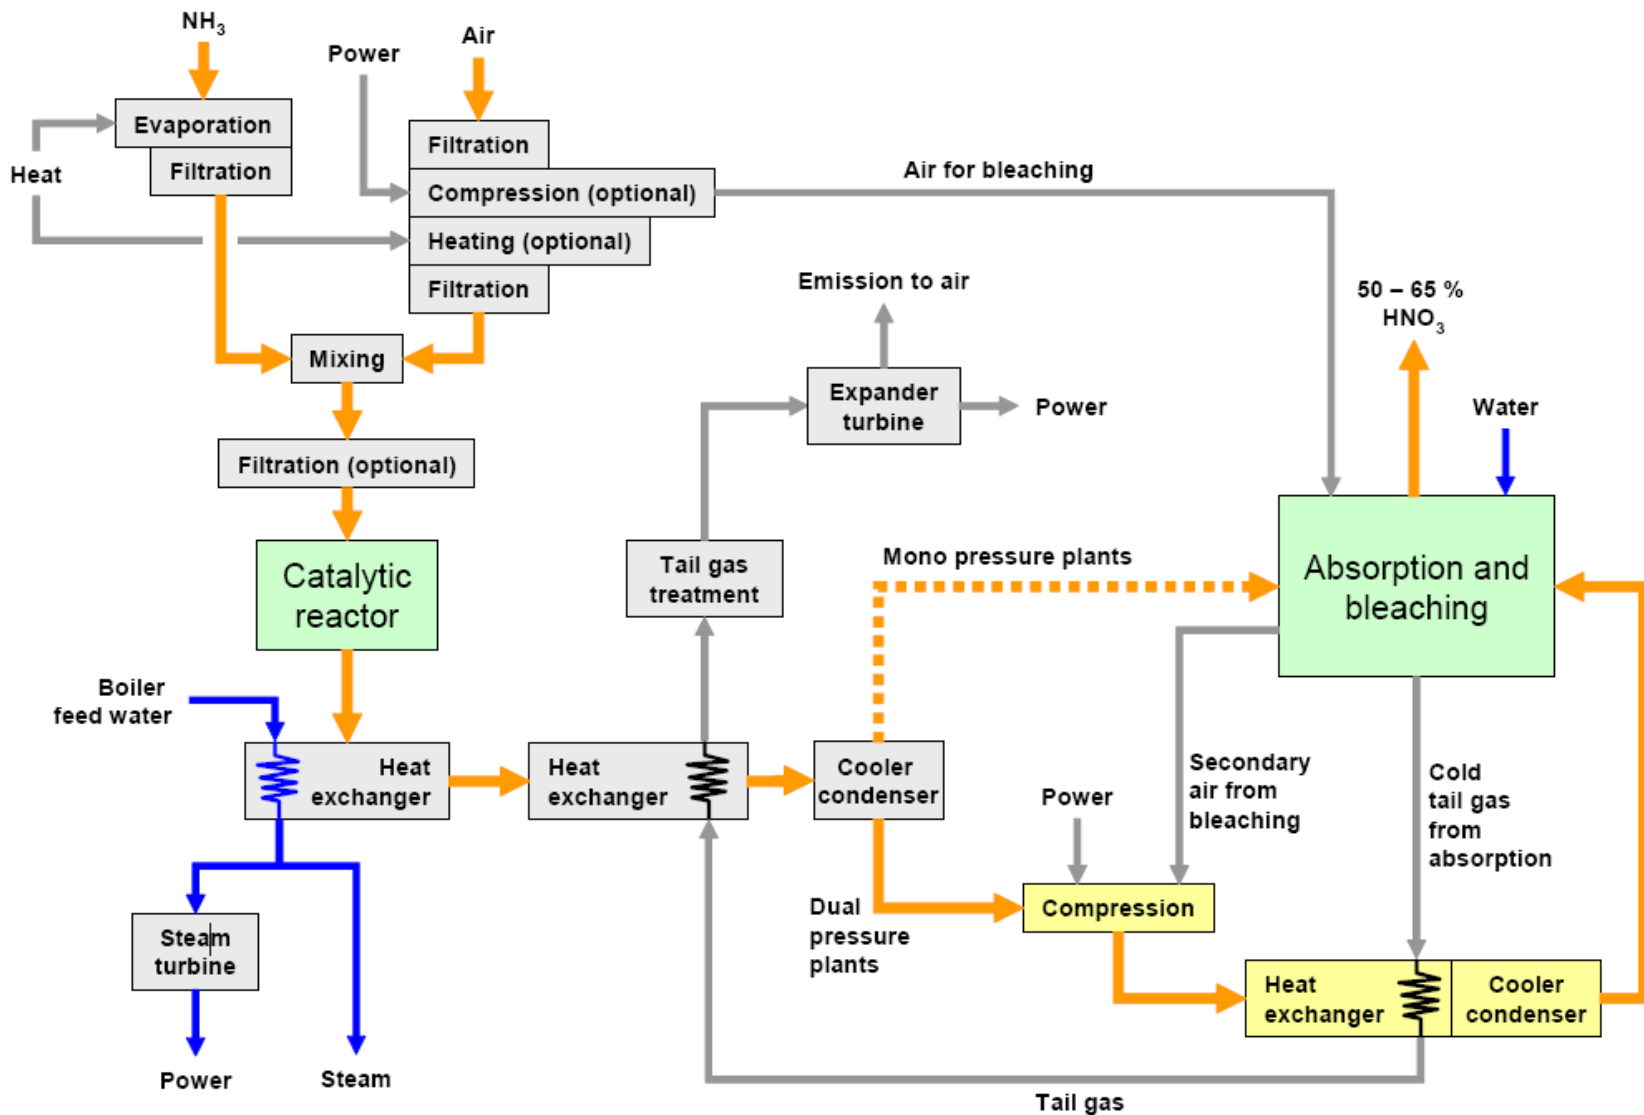 NH3
Air
Power
Evaporation
Filtration
Heat
Filtration
Compression (optional)
Heating (optional)
Filtration
Air for bleaching
Emission to air
50 – 65 %
HNO3
Mixing
Expander
turbine
Power
Water
Filtration (optional)
Catalytic
reactor
Tail gas
treatment
Mono pressure plants
Absorption and
bleaching
Boiler
feed water
Heat
exchanger
Heat
exchanger
Cooler
condenser
Secondary
air from
bleaching
Cold
tail gas
from
absorption
Power
Dual
pressure
plants
Compression
Steam
turbine
Heat
exchanger
Cooler
condenser
Power
Steam
Tail gas